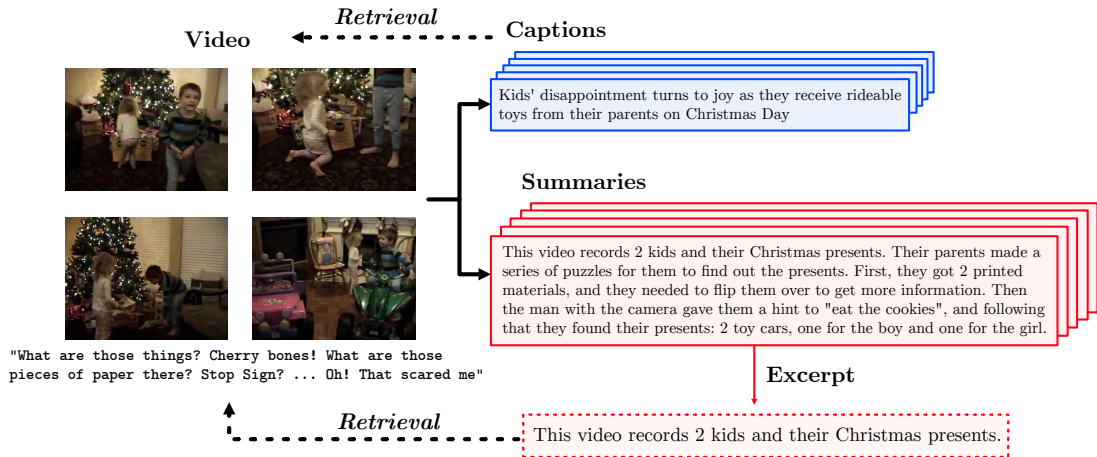 Retrieval
Captions
Video
Kids' disappointment turns to joy as they receive rideable
toys from their parents on Christmas Day
Summaries
This video records 2 kids and their Christmas presents. Their parents made a
series of puzzles for them to find out the presents. First, they got 2 printed
materials, and they needed to flip them over to get more information. Then
the man with the camera gave them a hint to "eat the cookies", and following
that they found their presents: 2 toy cars, one for the boy and one for the girl.
"What are those things? Cherry bones! What are those
pieces of paper there? Stop Sign? ... Oh! That scared me"
Excerpt
Retrieval
This video records 2 kids and their Christmas presents.